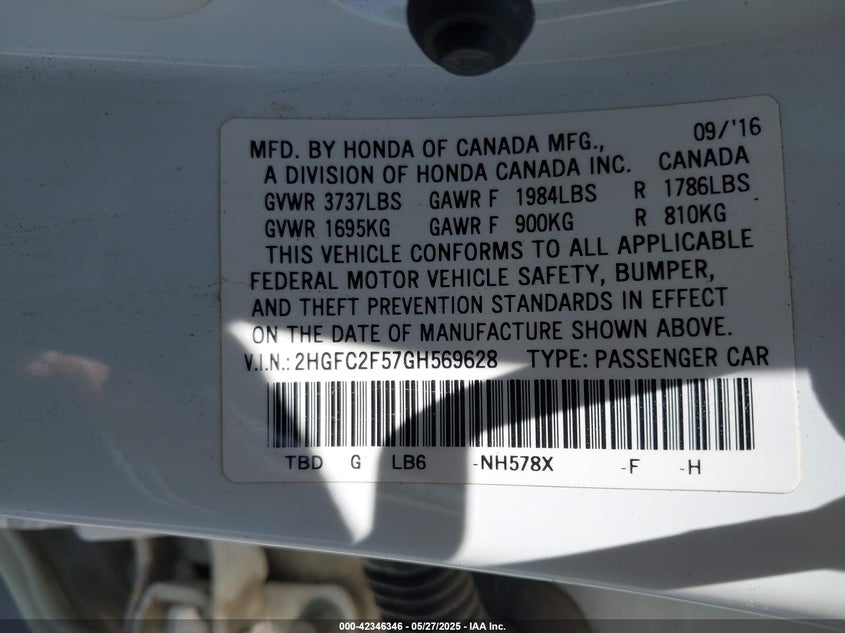 MFD. BY HONDA OF CANADA MFG., 09/'16
A DIVISION OF HONDA CANADA INC. CANADA
GVWR 3737LBS GAWR F 1984LBS R 1786LBS
GVWR 1695KG GAWR F 900KG R 810KG
THIS VEHICLE CONFORMS TO ALL APPLICABLE
FEDERAL MOTOR VEHICLE SAFETY, BUMPER,
AND THEFT PREVENTION STANDARDS IN EFFECT
ON THE DATE OF MANUFACTURE SHOWN ABOVE.
V.I.N.: 2HGFC2F57GH569628 TYPE: PASSENGER CAR
TBD G LB6 -NH578X -F -H
000-42346346 - 05/27/2025 - IAA Inc.